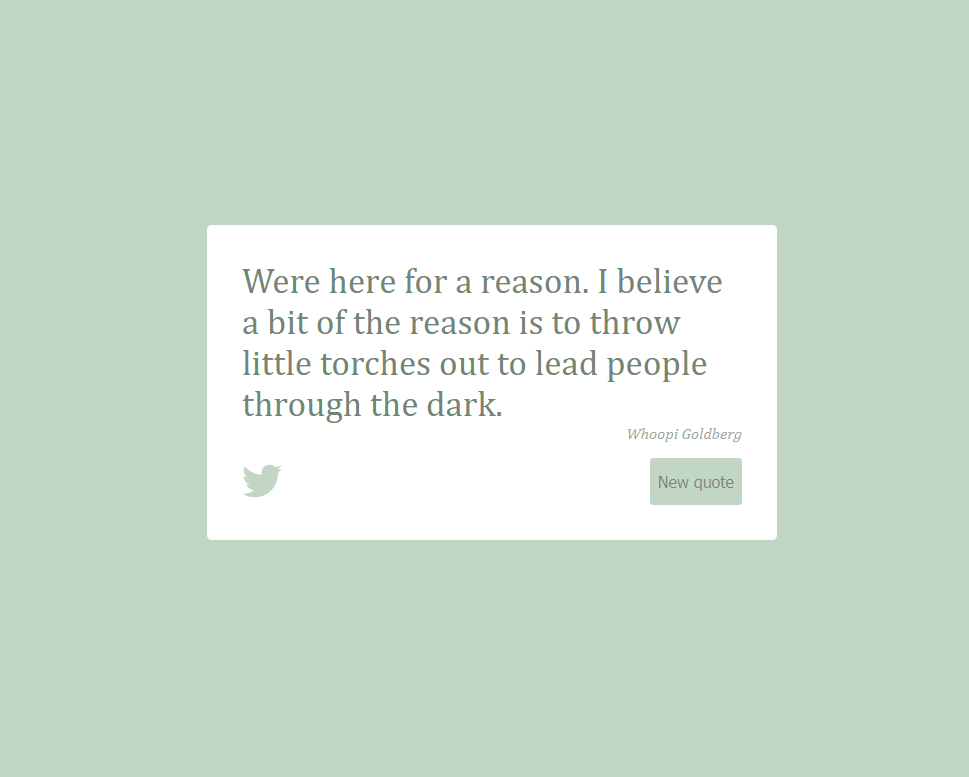 Were here for a reason. I believe
a bit of the reason is to throw
little torches out to lead people
through the dark.
Whoopi Goldberg
New quote